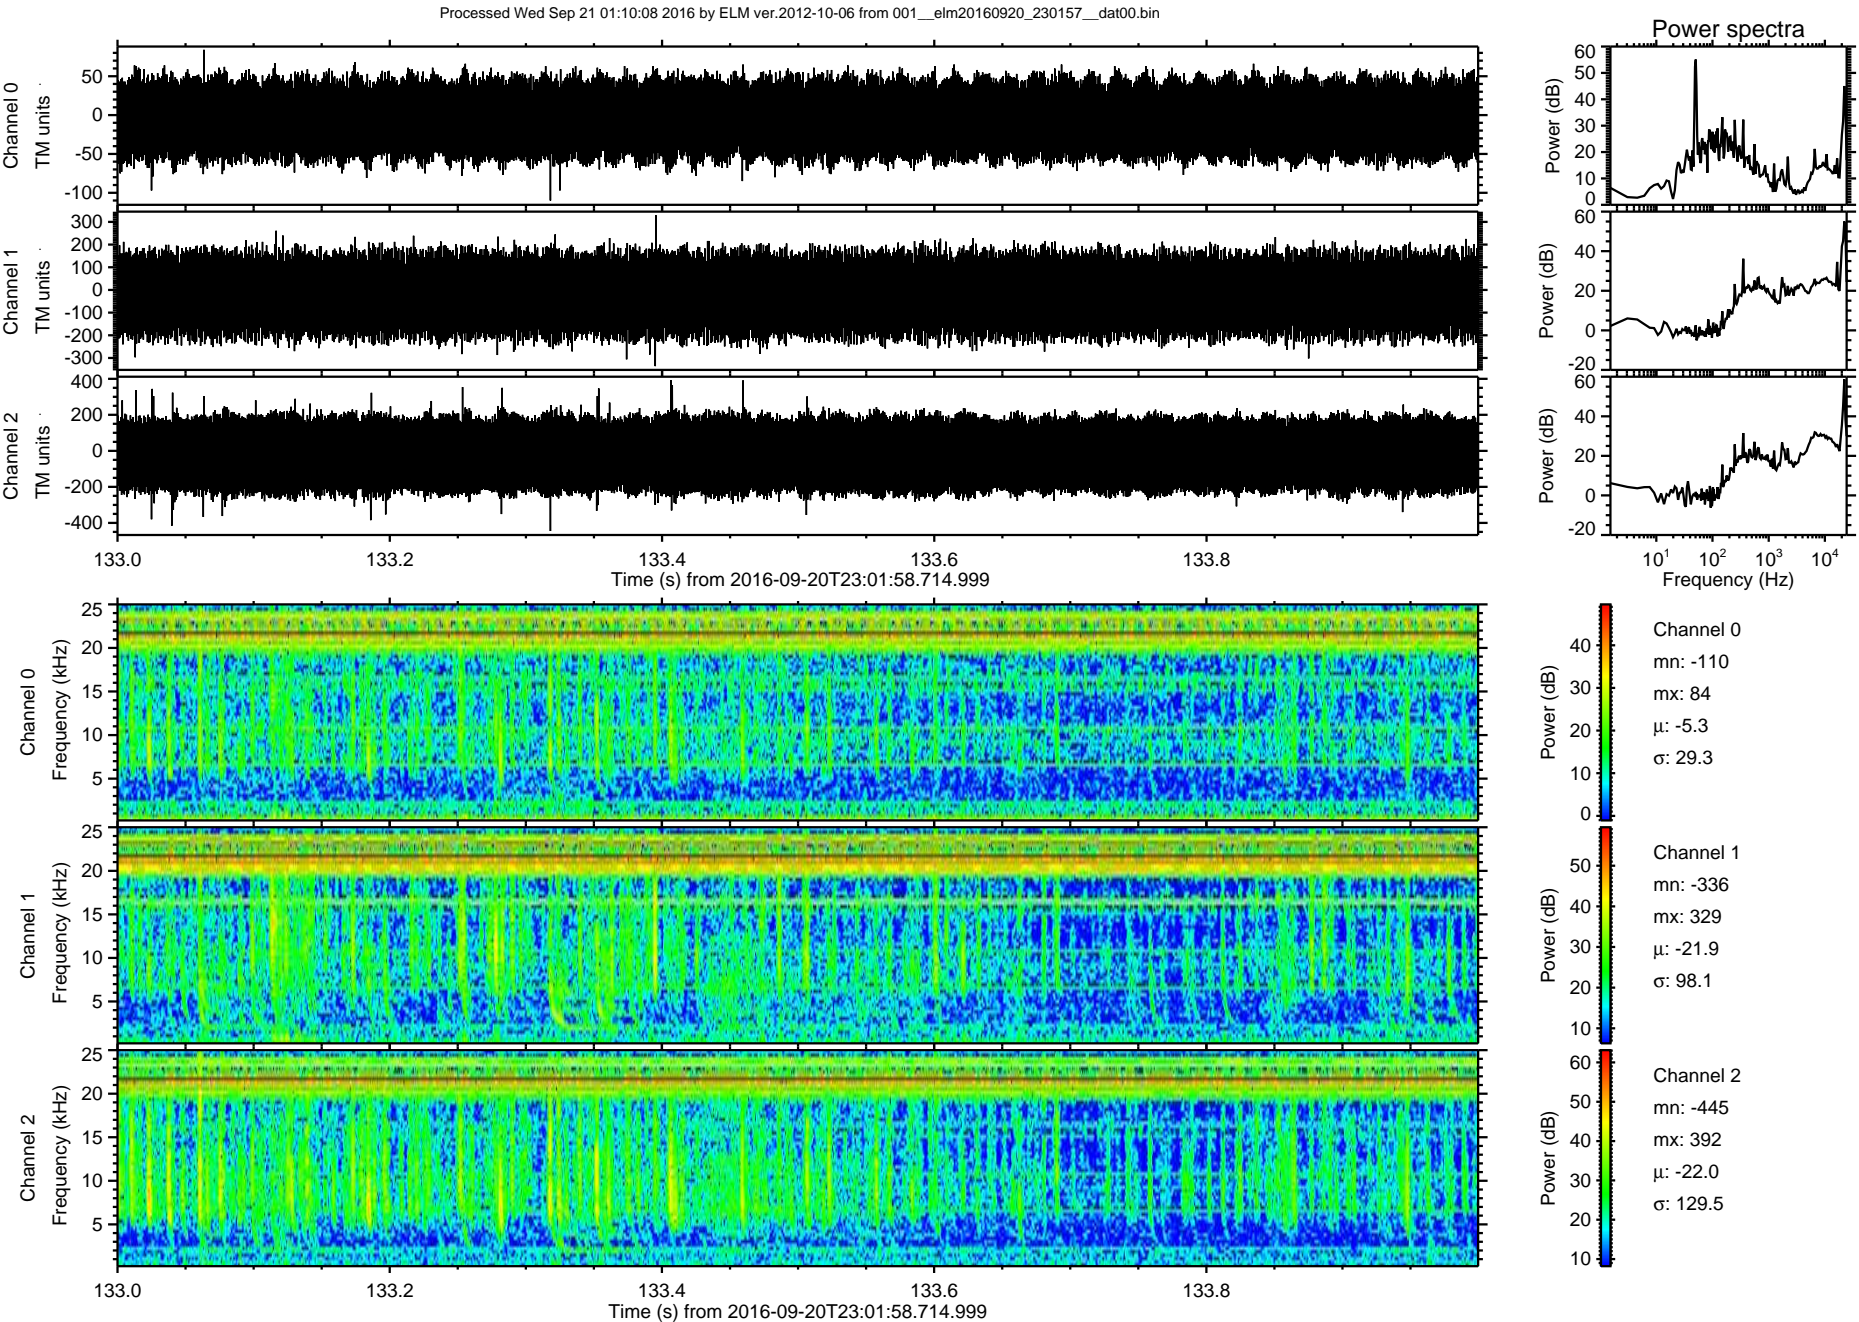 Processed Wed Sep 21 01:10:08 2016 by ELM ver.2012-10-06 from 001__elm20160920_230157__dat00.bin
Power spectra
Channel 0
TM units
50
0
-50
-100
Power (dB)
60
50
40
30
20
10
0
Channel 1
TM units
300
200
100
0
-100
-200
-300
Power (dB)
60
40
20
0
-20
Channel 2
TM units
400
200
0
-200
-400
Power (dB)
60
40
20
0
-20
133.0 133.2 133.4 133.6 133.8
Time (s) from 2016-09-20T23:01:58.714.999
10¹ 10² 10³ 10⁴
Frequency (Hz)
Channel 0
Frequency (kHz)
25
20
15
10
5
Power (dB)
40
30
20
10
0
Channel 0
mn: -110
mx: 84
μ: -5.3
σ: 29.3
Channel 1
Frequency (kHz)
25
20
15
10
5
Power (dB)
50
40
30
20
10
Channel 1
mn: -336
mx: 329
μ: -21.9
σ: 98.1
Channel 2
Frequency (kHz)
25
20
15
10
5
Power (dB)
60
50
40
30
20
10
Channel 2
mn: -445
mx: 392
μ: -22.0
σ: 129.5
133.0 133.2 133.4 133.6 133.8
Time (s) from 2016-09-20T23:01:58.714.999